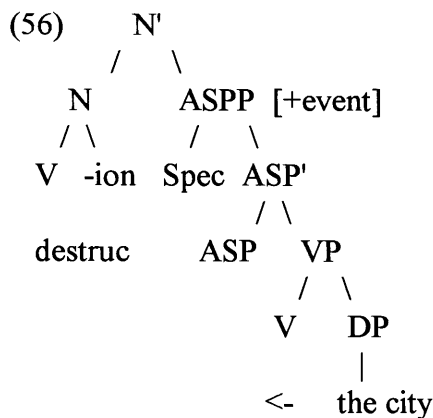 (56) N'
/ \
N ASPP [+event]
/ \ / \
V -ion Spec ASP'
/ \
destruc ASP VP
/ \
V DP
|
<- the city